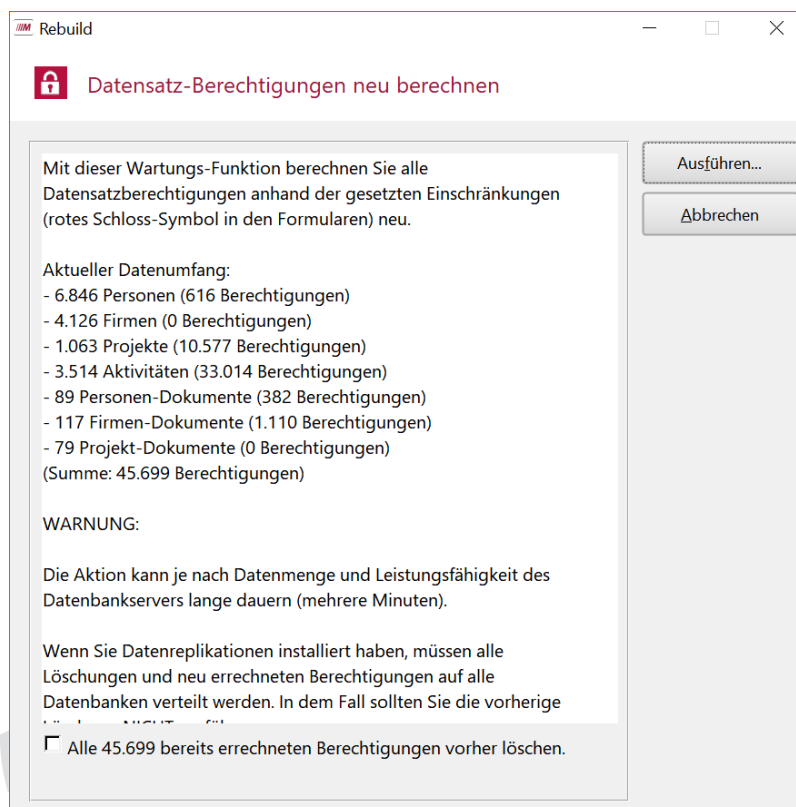 Rebuild
Datensatz-Berechtigungen neu berechnen
Mit dieser Wartungs-Funktion berechnen Sie alle
Datensatzberechtigungen anhand der gesetzten Einschränkungen
(rotes Schloss-Symbol in den Formularen) neu.
Aktueller Datenumfang:
- 6.846 Personen (616 Berechtigungen)
- 4.126 Firmen (0 Berechtigungen)
- 1.063 Projekte (10.577 Berechtigungen)
- 3.514 Aktivitäten (33.014 Berechtigungen)
- 89 Personen-Dokumente (382 Berechtigungen)
- 117 Firmen-Dokumente (1.110 Berechtigungen)
- 79 Projekt-Dokumente (0 Berechtigungen)
(Summe: 45.699 Berechtigungen)
WARNUNG:
Die Aktion kann je nach Datenmenge und Leistungsfähigkeit des
Datenbankservers lange dauern (mehrere Minuten).
Wenn Sie Datenreplikationen installiert haben, müssen alle
Löschungen und neu errechneten Berechtigungen auf alle
Datenbanken verteilt werden. In dem Fall sollten Sie die vorherige
Alle 45.699 bereits errechneten Berechtigungen vorher löschen.
Ausführen...
Abbrechen